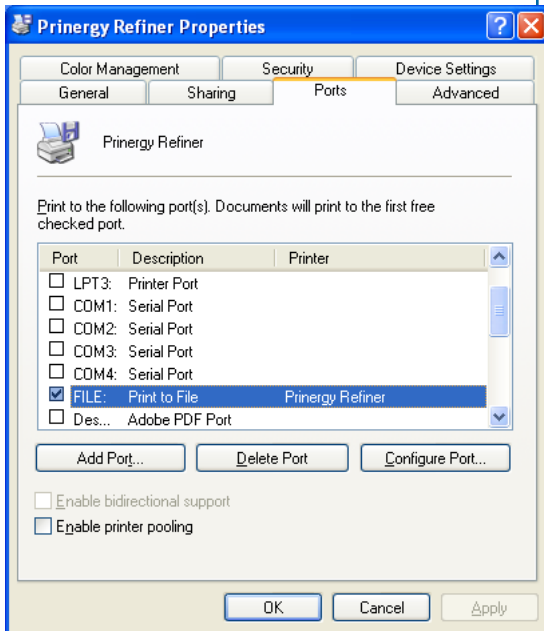 Prinergy Refiner Properties
?
X
Color Management Security Device Settings
General Sharing Ports Advanced
Prinergy Refiner
Print to the following port(s). Documents will print to the first free
checked port.
Port Description Printer
LPT3: Printer Port
COM1: Serial Port
COM2: Serial Port
COM3: Serial Port
COM4: Serial Port
FILE: Print to File Prinergy Refiner
Des... Adobe PDF Port
Add Port... Delete Port Configure Port...
Enable bidirectional support
Enable printer pooling
OK Cancel Apply